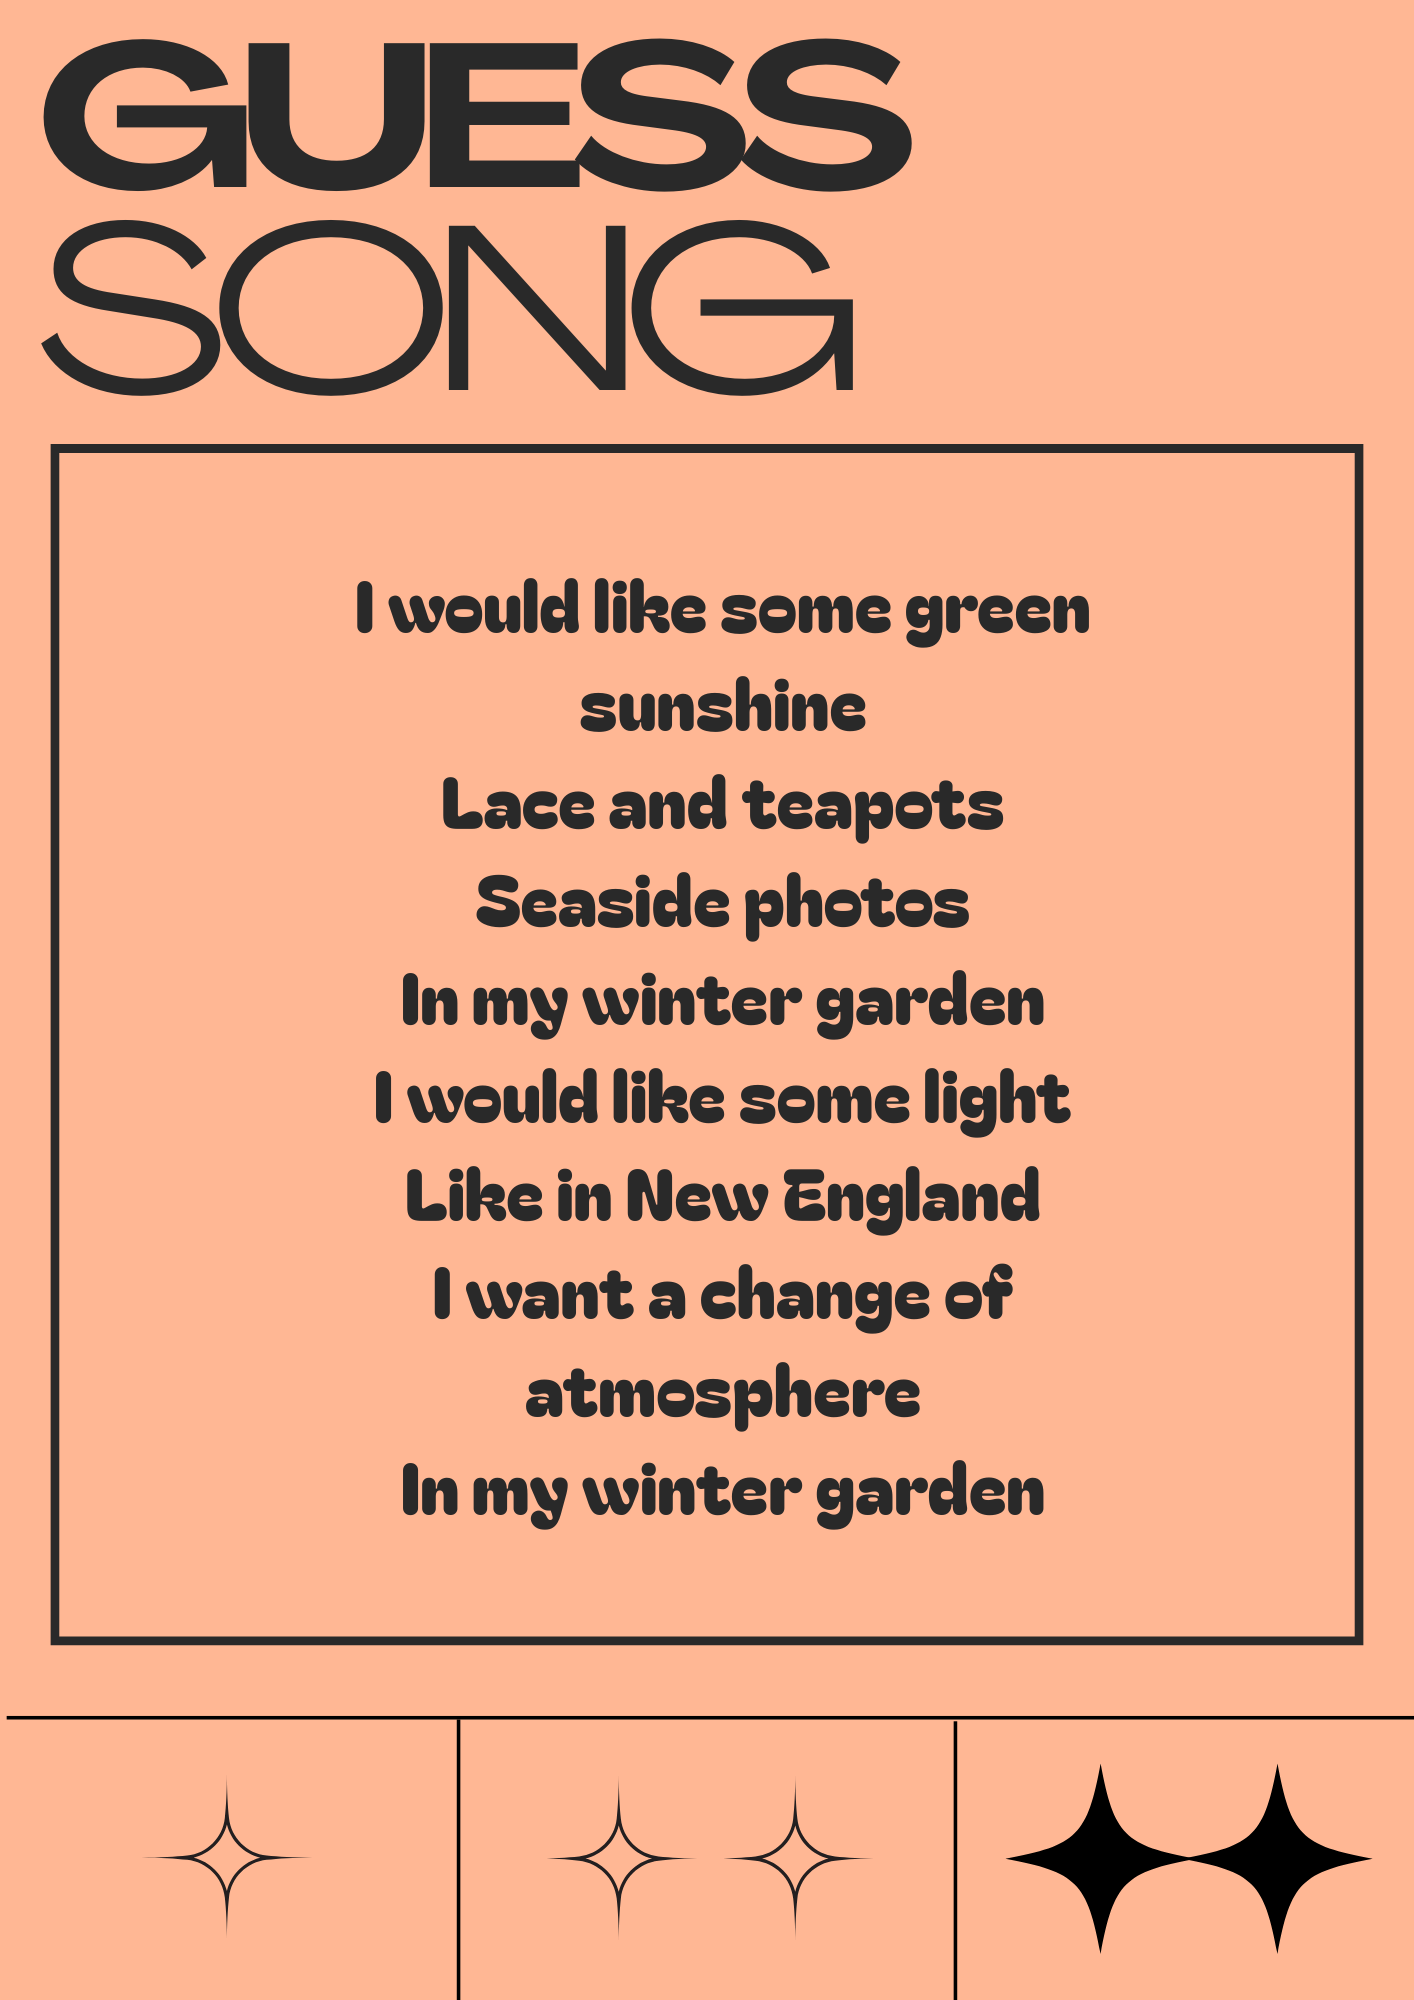 GUESS
SONG
I would like some green
sunshine
Lace and teapots
Seaside photos
In my winter garden
I would like some light
Like in New England
I want a change of
atmosphere
In my winter garden